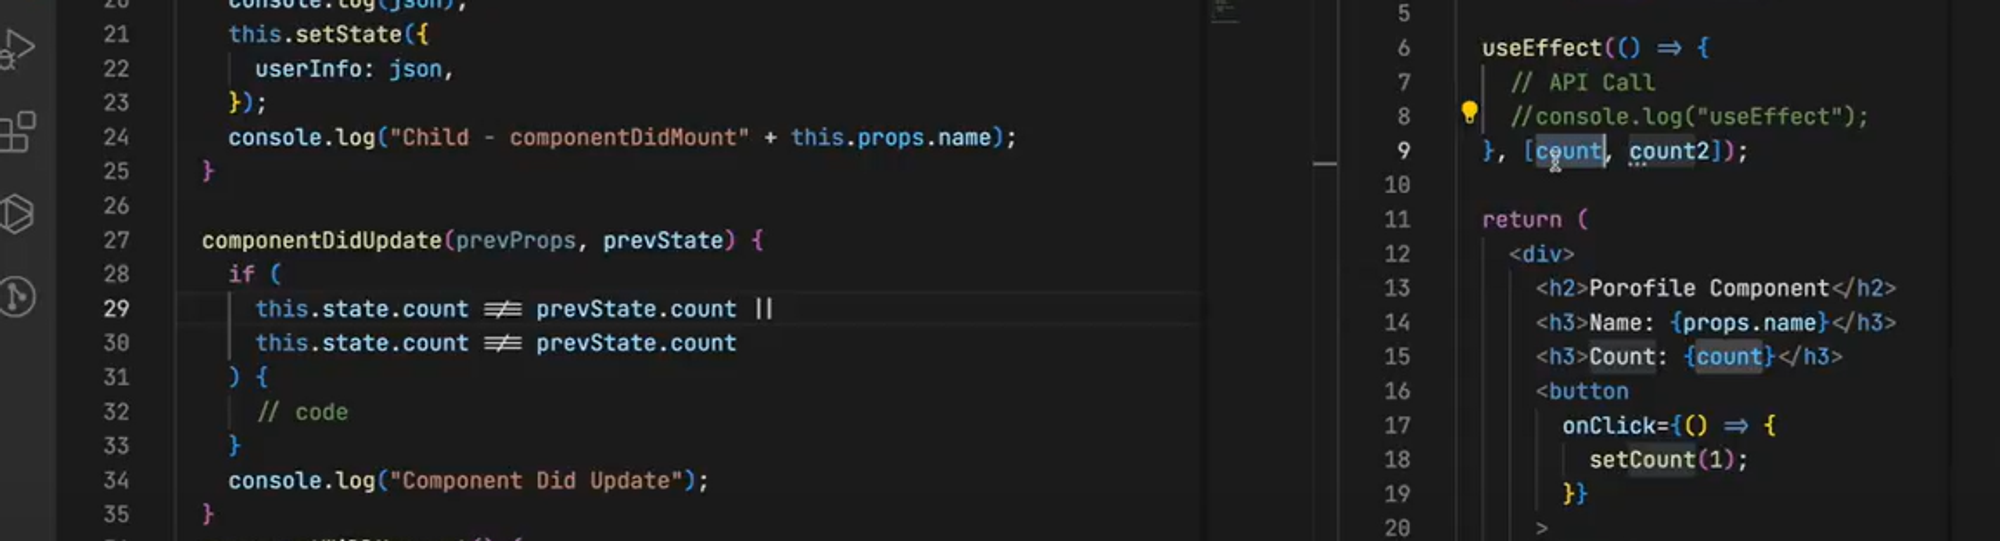 20 console.log(json);
21 this.setState({
22 userInfo: json,
23 });
24 console.log("Child - componentDidMount" + this.props.name);
25 }
26
27 componentDidUpdate(prevProps, prevState) {
28 if (
29 this.state.count !== prevState.count ||
30 this.state.count !== prevState.count
31 ) {
32 // code
33 }
34 console.log("Component Did Update");
35 }
5
6 useEffect(() => {
7 // API Call
8 //console.log("useEffect");
9 }, [count, count2]);
10
11 return (
12 <div>
13 <h2>Porofile Component</h2>
14 <h3>Name: {props.name}</h3>
15 <h3>Count: {count}</h3>
16 <button
17 onClick={() => {
18 setCount(1);
19 }}
20 >